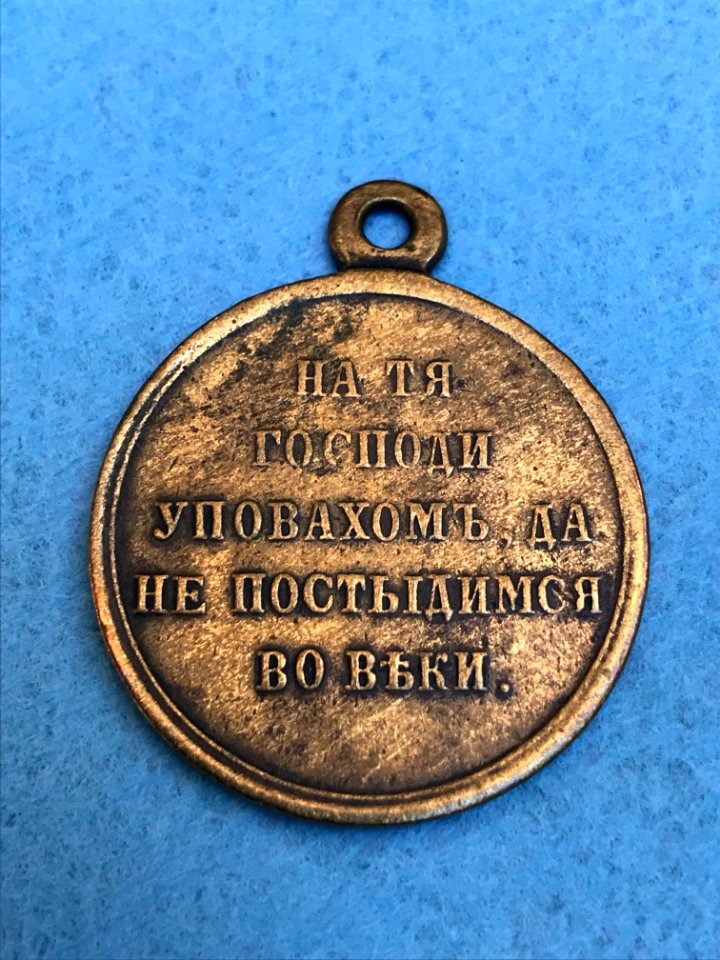 НА ТЯ
ГОСПОДИ
УПОВАХОМЪ, ДА
НЕ ПОСТЫДИМСЯ
ВО ВѢКИ.